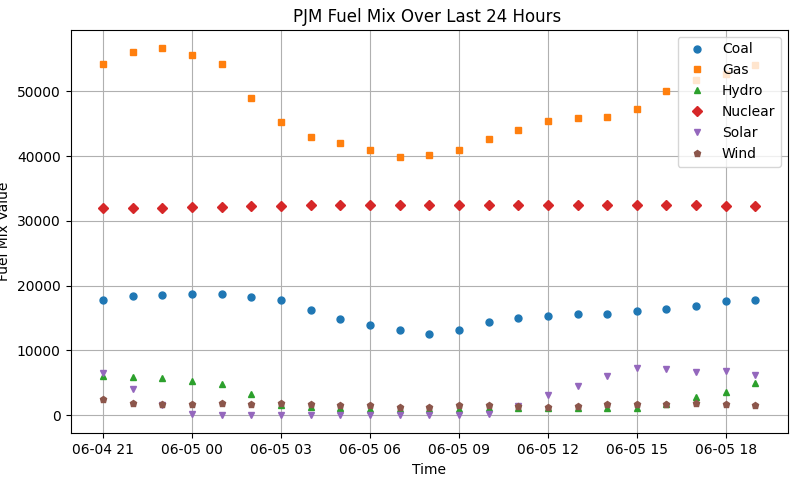 PJM Fuel Mix Over Last 24 Hours
Coal
Gas
Hydro
Nuclear
Solar
Wind
50000
40000
30000
20000
10000
0
Fuel Mix Value
06-04 21 06-05 00 06-05 03 06-05 06 06-05 09 06-05 12 06-05 15 06-05 18
Time